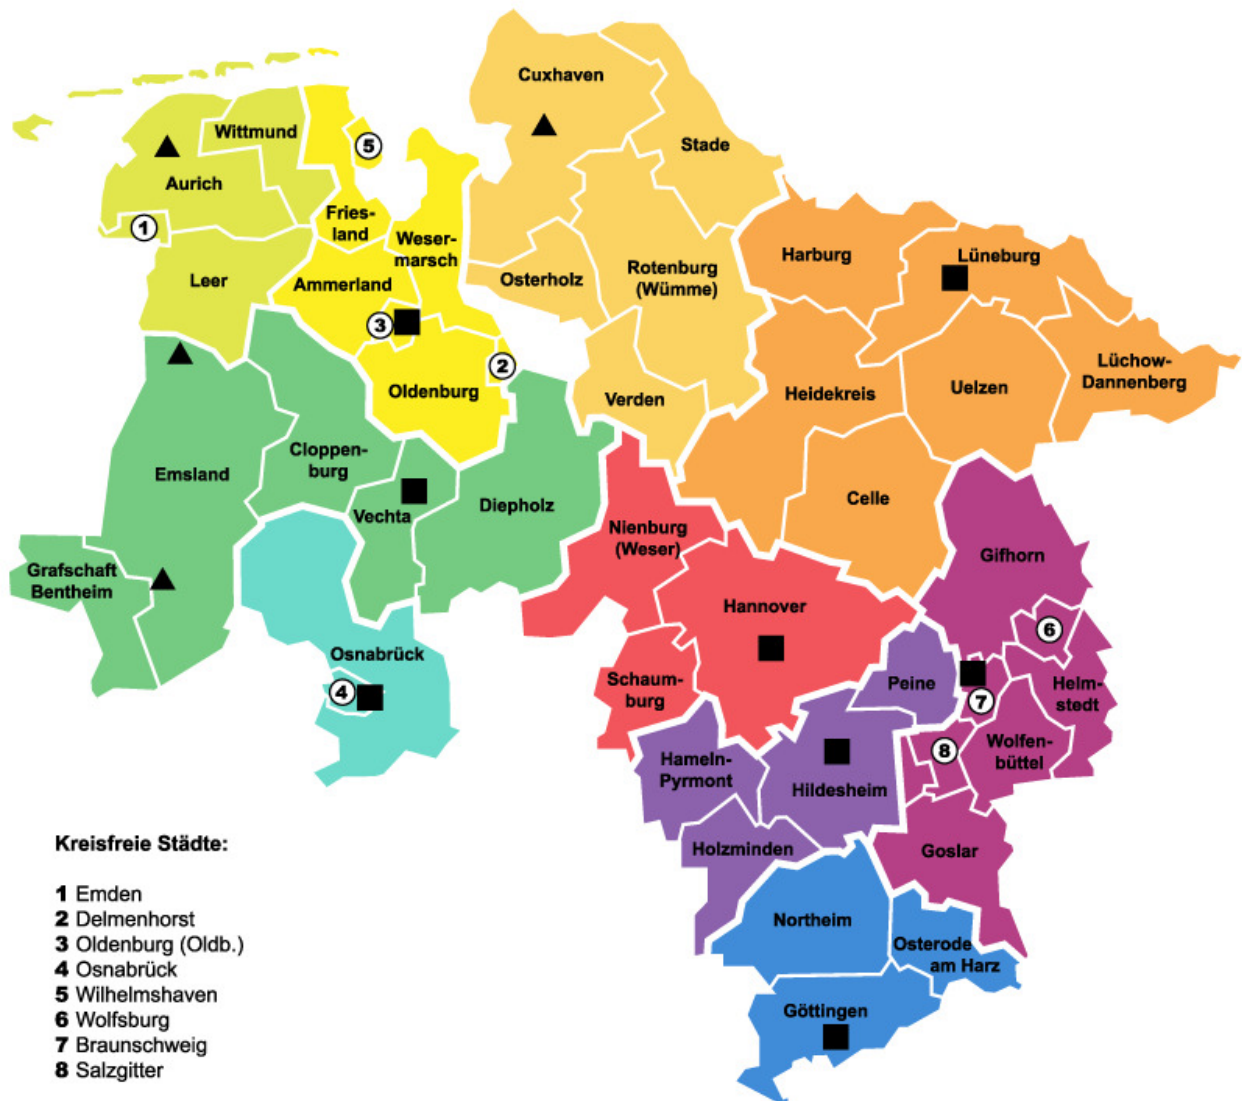 Cuxhaven
Wittmund
5
Stade
Aurich
1
Fries-
land
Weser-
marsch
Harburg
Lüneburg
Leer
Ammerland
Osterholz
Rotenburg
(Wümme)
3
2
Oldenburg
Verden
Heidekreis
Uelzen
Lüchow-
Dannenberg
Emsland
Cloppen-
burg
Vechta
Diepholz
Celle
Nienburg
(Weser)
Gifhorn
Grafschaft
Bentheim
Hannover
6
Osnabrück
4
Schaum-
burg
Peine
7
Helm-
stedt
8
Wolfen-
büttel
Hameln-
Pyrmont
Hildesheim
Holzminden
Goslar
Northeim
Osterode
am Harz
Göttingen
Kreisfreie Städte:
1 Emden
2 Delmenhorst
3 Oldenburg (Oldb.)
4 Osnabrück
5 Wilhelmshaven
6 Wolfsburg
7 Braunschweig
8 Salzgitter